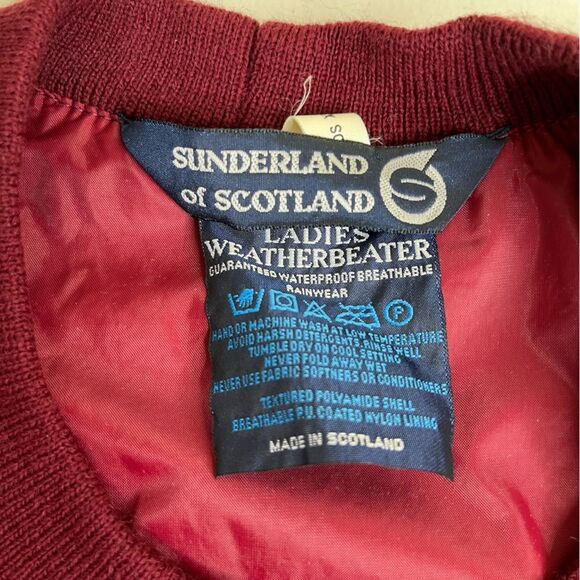 SUNDERLAND
of SCOTLAND
LADIES
WEATHERBEATER
GUARANTEED WATERPROOF BREATHABLE
RAINWEAR
P
HAND OR MACHINE WASH AT LOW TEMPERATURE
AVOID HARSH DETERGENTS, RINSE WELL
TUMBLE DRY ON COOL SETTING
NEVER FOLD AWAY WET
NEVER USE FABRIC SOFTNERS OR CONDITIONERS
TEXTURED POLYAMIDE SHELL
BREATHABLE P.U. COATED NYLON LINING
MADE IN SCOTLAND